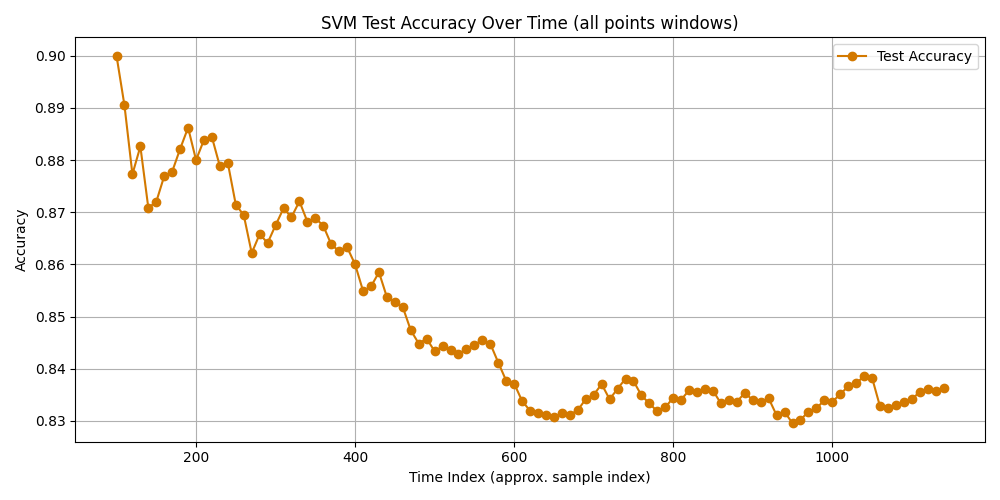 SVM Test Accuracy Over Time (all points windows)
Test Accuracy
0.90
0.89
0.88
0.87
0.86
0.85
0.84
0.83
Accuracy
200 400 600 800 1000
Time Index (approx. sample index)